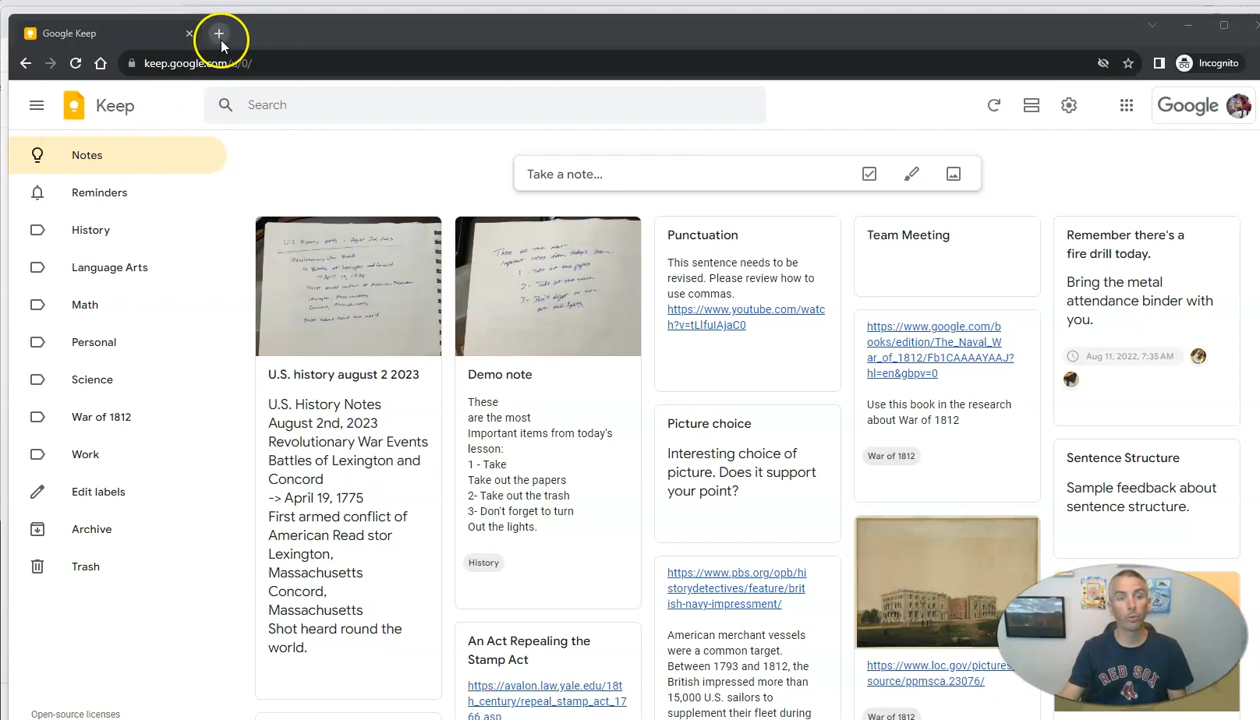 Google Keep
keep.google.com/u/0/
Incognito
Keep
Search
Google
Notes
Reminders
History
Language Arts
Math
Personal
Science
War of 1812
Work
Edit labels
Archive
Trash
Open-source licenses
Take a note…
U.S. history august 2 2023
U.S. History Notes
August 2nd, 2023
Revolutionary War Events
Battles of Lexington and
Concord
-> April 19, 1775
First armed conflict of
American Read stor
Lexington,
Massachusetts
Concord,
Massachusetts
Shot heard round the
world.
Demo note
These
are the most
Important items from today's
lesson:
1 - Take
Take out the papers
2- Take out the trash
3- Don't forget to turn
Out the lights.
History
An Act Repealing the
Stamp Act
https://avalon.law.yale.edu/18t
h_century/repeal_stamp_act_17
66.asp
Punctuation
This sentence needs to be
revised. Please review how to
use commas.
https://www.youtube.com/watc
Picture choice
Interesting choice of
picture. Does it support
your point?
https://www.pbs.org/opb/hi
storydetectives/feature/brit
ish-navy-impressment/
American merchant vessels
were a common target.
Between 1793 and 1812, the
British impressed more than
15,000 U.S. sailors to
supplement their fleet during
Team Meeting
https://www.google.com/b
ooks/edition/The_Naval_W
ar_of_1812/Fb1CAAAAYAAJ?
hl=en&gbpv=0
Use this book in the research
about War of 1812
War of 1812
https://www.loc.gov/pictures
source/ppmsca.23076/
War of 1812
Remember there's a
fire drill today.
Bring the metal
attendance binder with
you.
Aug 11, 2022, 7:35 AM
Sentence Structure
Sample feedback about
sentence structure.
RED SOX